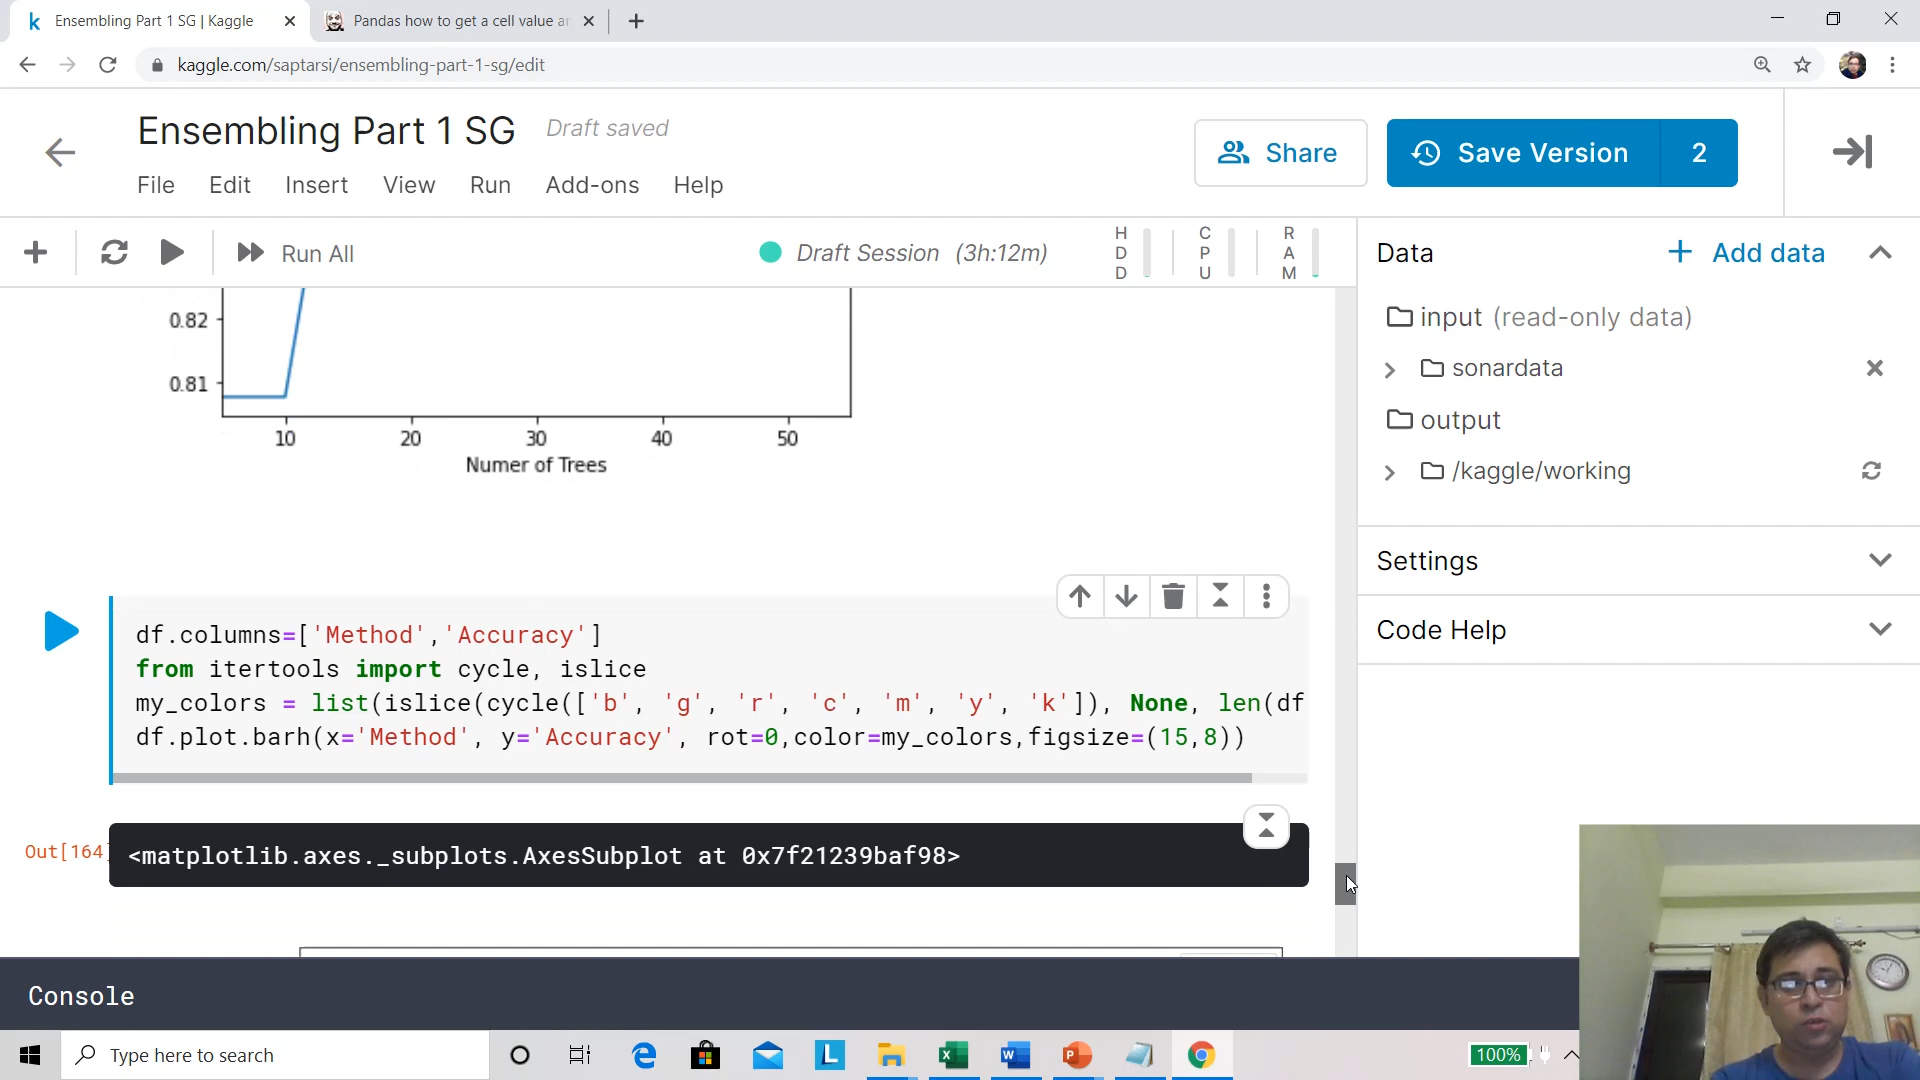 Ensembling Part 1 SG | Kaggle
Pandas how to get a cell value an
kaggle.com/saptarsi/ensembling-part-1-sg/edit
Ensembling Part 1 SG
Draft saved
File Edit Insert View Run Add-ons Help
Share
Save Version 2
Run All
Draft Session (3h:12m)
HDD
CPU
RAM
Data
Add data
input (read-only data)
sonardata
output
/kaggle/working
Settings
Code Help
0.82
0.81
10 20 30 40 50
Numer of Trees
df.columns=['Method','Accuracy']
from itertools import cycle, islice
my_colors = list(islice(cycle(['b', 'g', 'r', 'c', 'm', 'y', 'k']), None, len(df
df.plot.barh(x='Method', y='Accuracy', rot=0,color=my_colors,figsize=(15,8))
Out[164]
<matplotlib.axes._subplots.AxesSubplot at 0x7f21239baf98>
Console
Type here to search
100%